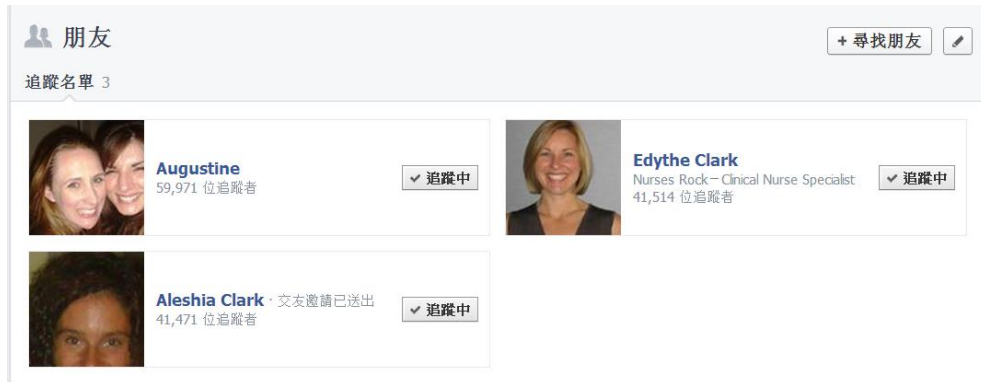 朋友
+ 尋找朋友
追蹤名單 3
Augustine
59,971 位追蹤者
追蹤中
Edythe Clark
Nurses Rock－Clinical Nurse Specialist
41,514 位追蹤者
追蹤中
Aleshia Clark · 交友邀請已送出
41,471 位追蹤者
追蹤中